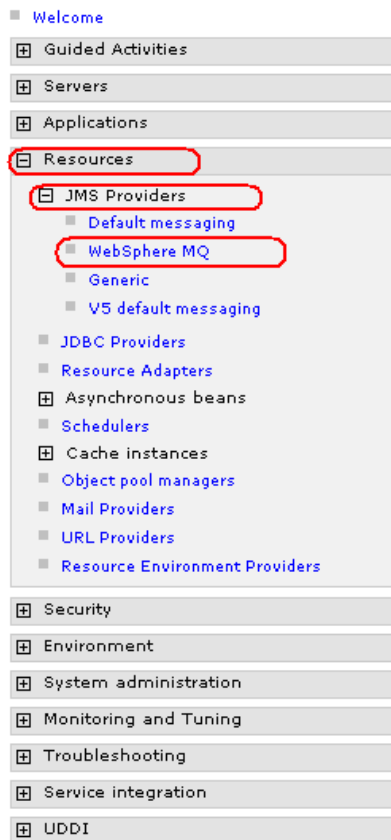 Welcome
Guided Activities
Servers
Applications
Resources
JMS Providers
Default messaging
WebSphere MQ
Generic
V5 default messaging
JDBC Providers
Resource Adapters
Asynchronous beans
Schedulers
Cache instances
Object pool managers
Mail Providers
URL Providers
Resource Environment Providers
Security
Environment
System administration
Monitoring and Tuning
Troubleshooting
Service integration
UDDI